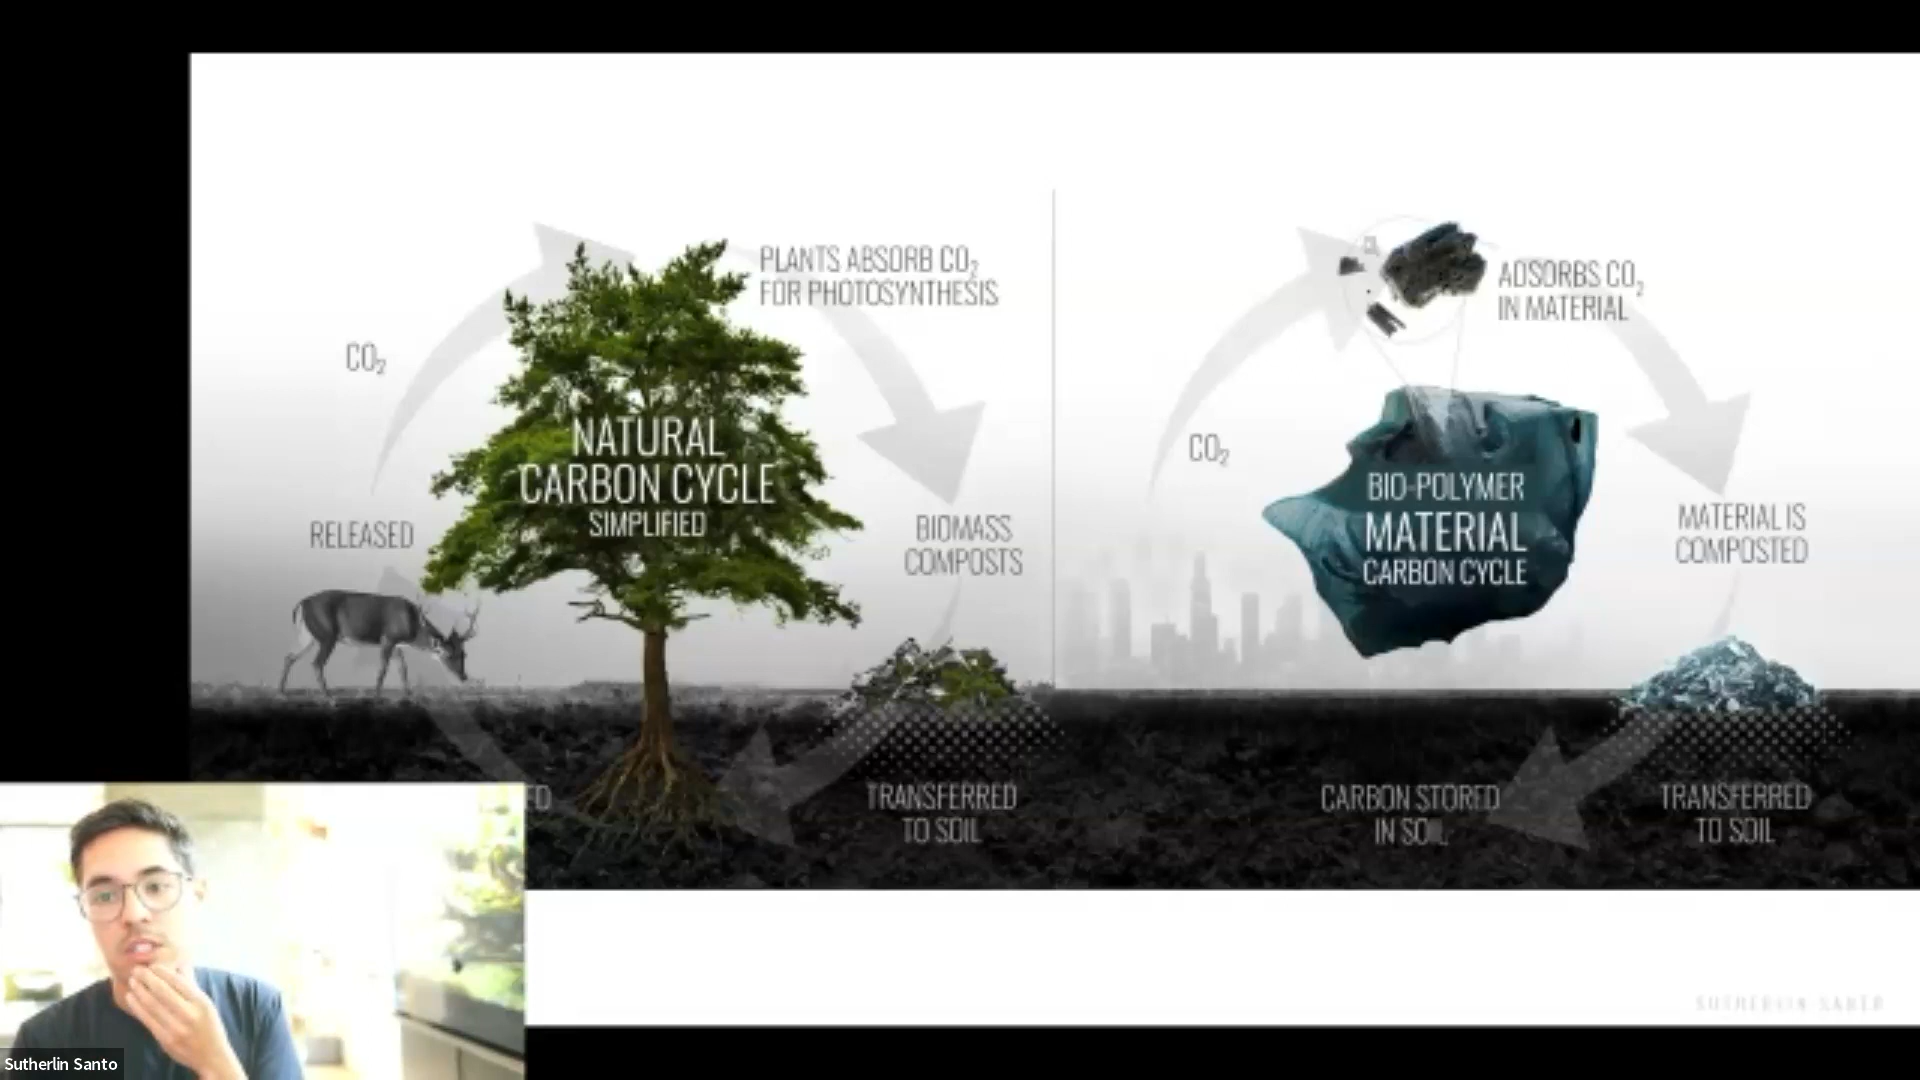 PLANTS ABSORB CO₂
FOR PHOTOSYNTHESIS
CO₂
NATURAL
CARBON CYCLE
SIMPLIFIED
RELEASED
BIOMASS
COMPOSTS
TRANSFERRED
TO SOIL
ADSORBS CO₂
IN MATERIAL
CO₂
BIO-POLYMER
MATERIAL
CARBON CYCLE
MATERIAL IS
COMPOSTED
CARBON STORED
IN SOIL
TRANSFERRED
TO SOIL
SUTHERLIN SANTO
Sutherlin Santo